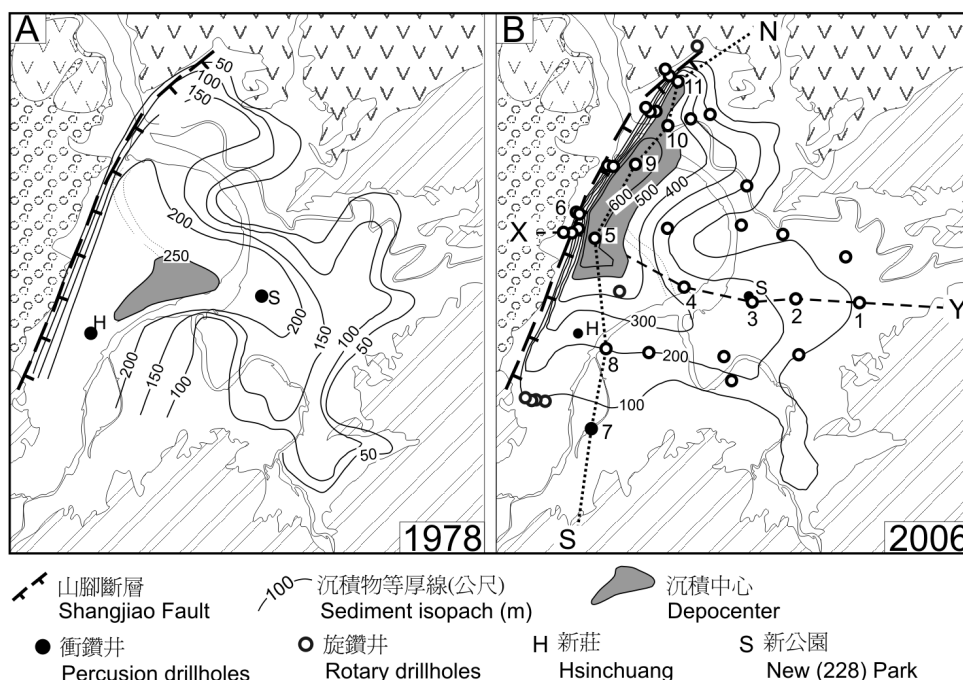 A
50
100
150
200
250
H
S
200
200
150
100
150
100
50
50
1978
B
N
11
10
9
400
500
600
6
X
5
S
4
3
2
1
Y
300
H
200
8
100
7
S
2006
山腳斷層
Shangjiao Fault
100 沉積物等厚線(公尺)
Sediment isopach (m)
沉積中心
Depocenter
衝鑽井
Percusion drillholes
旋鑽井
Rotary drillholes
H 新莊
Hsinchuang
S 新公園
New (228) Park